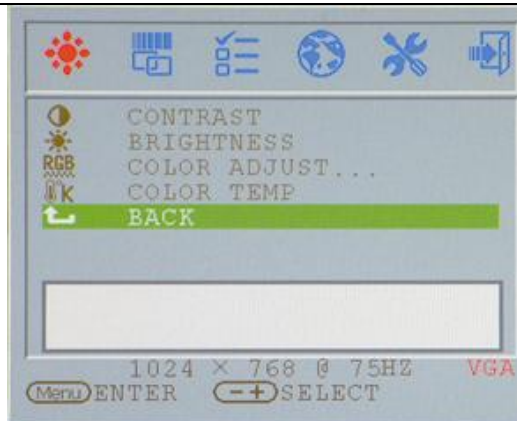 CONTRAST
BRIGHTNESS
RGB COLOR ADJUST...
K COLOR TEMP
BACK
1024 × 768 @ 75HZ VGA
Menu ENTER - + SELECT